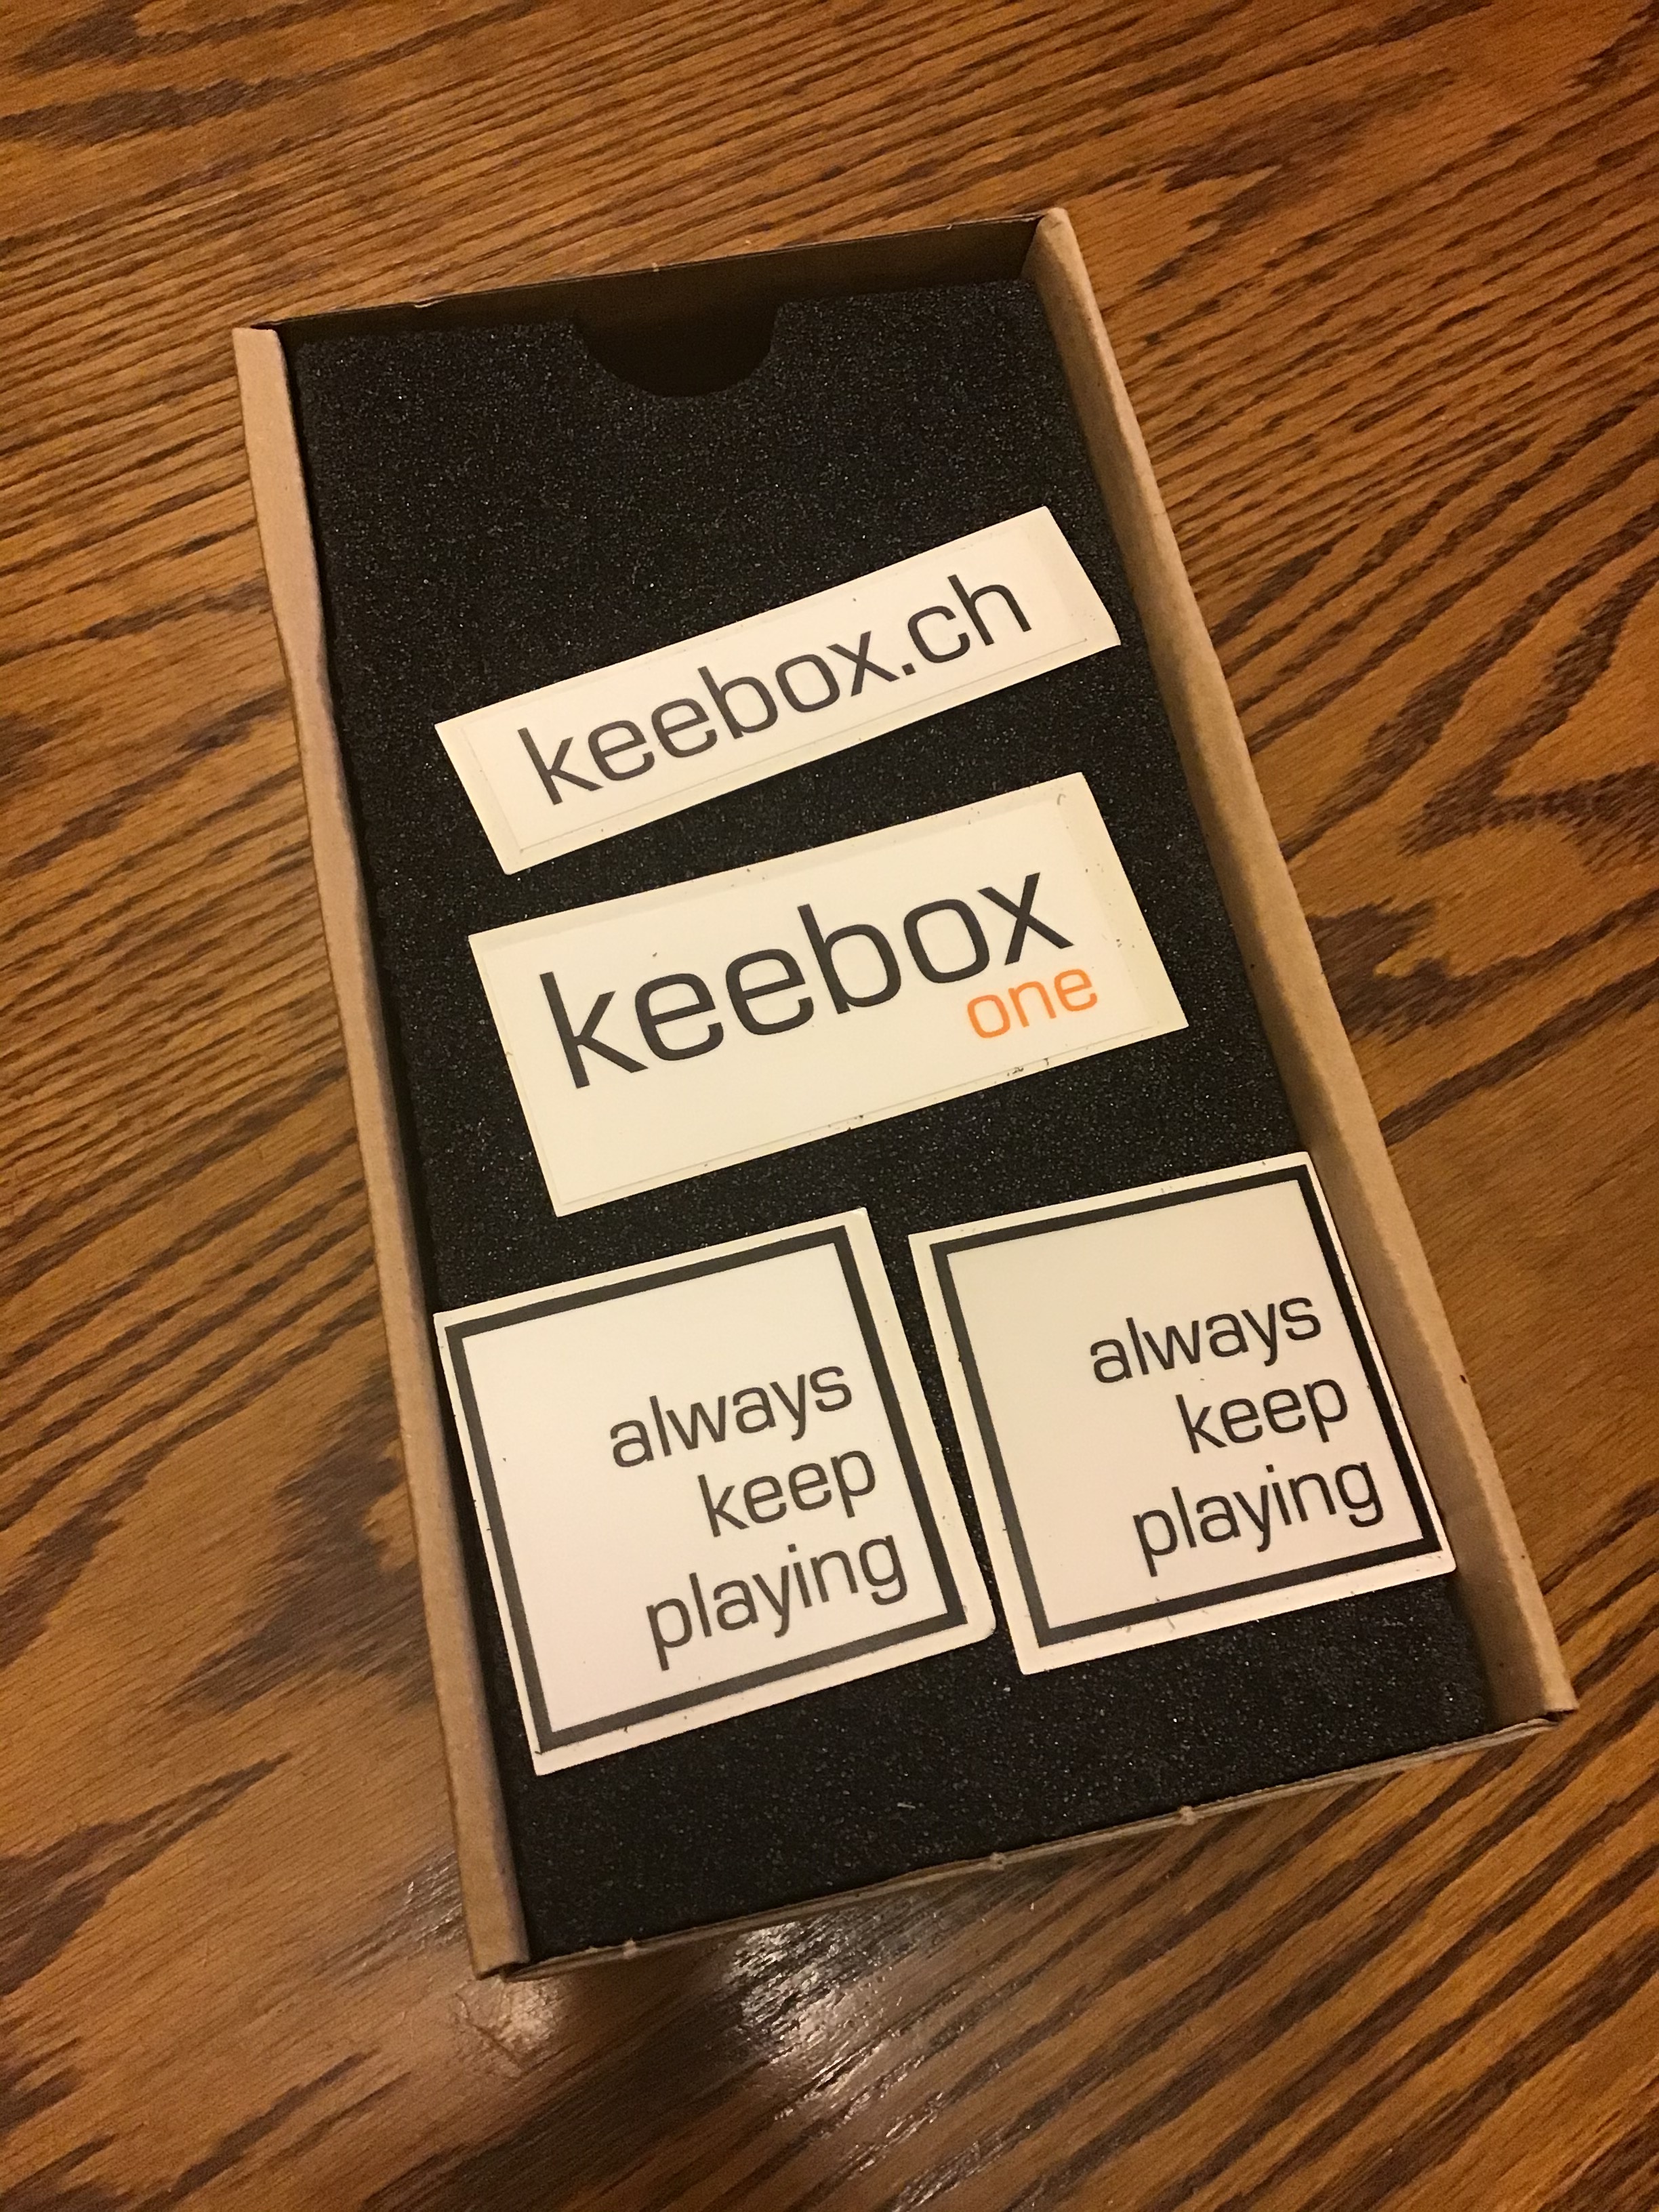 keebox.ch
keebox
one
always
keep
playing
always
keep
playing